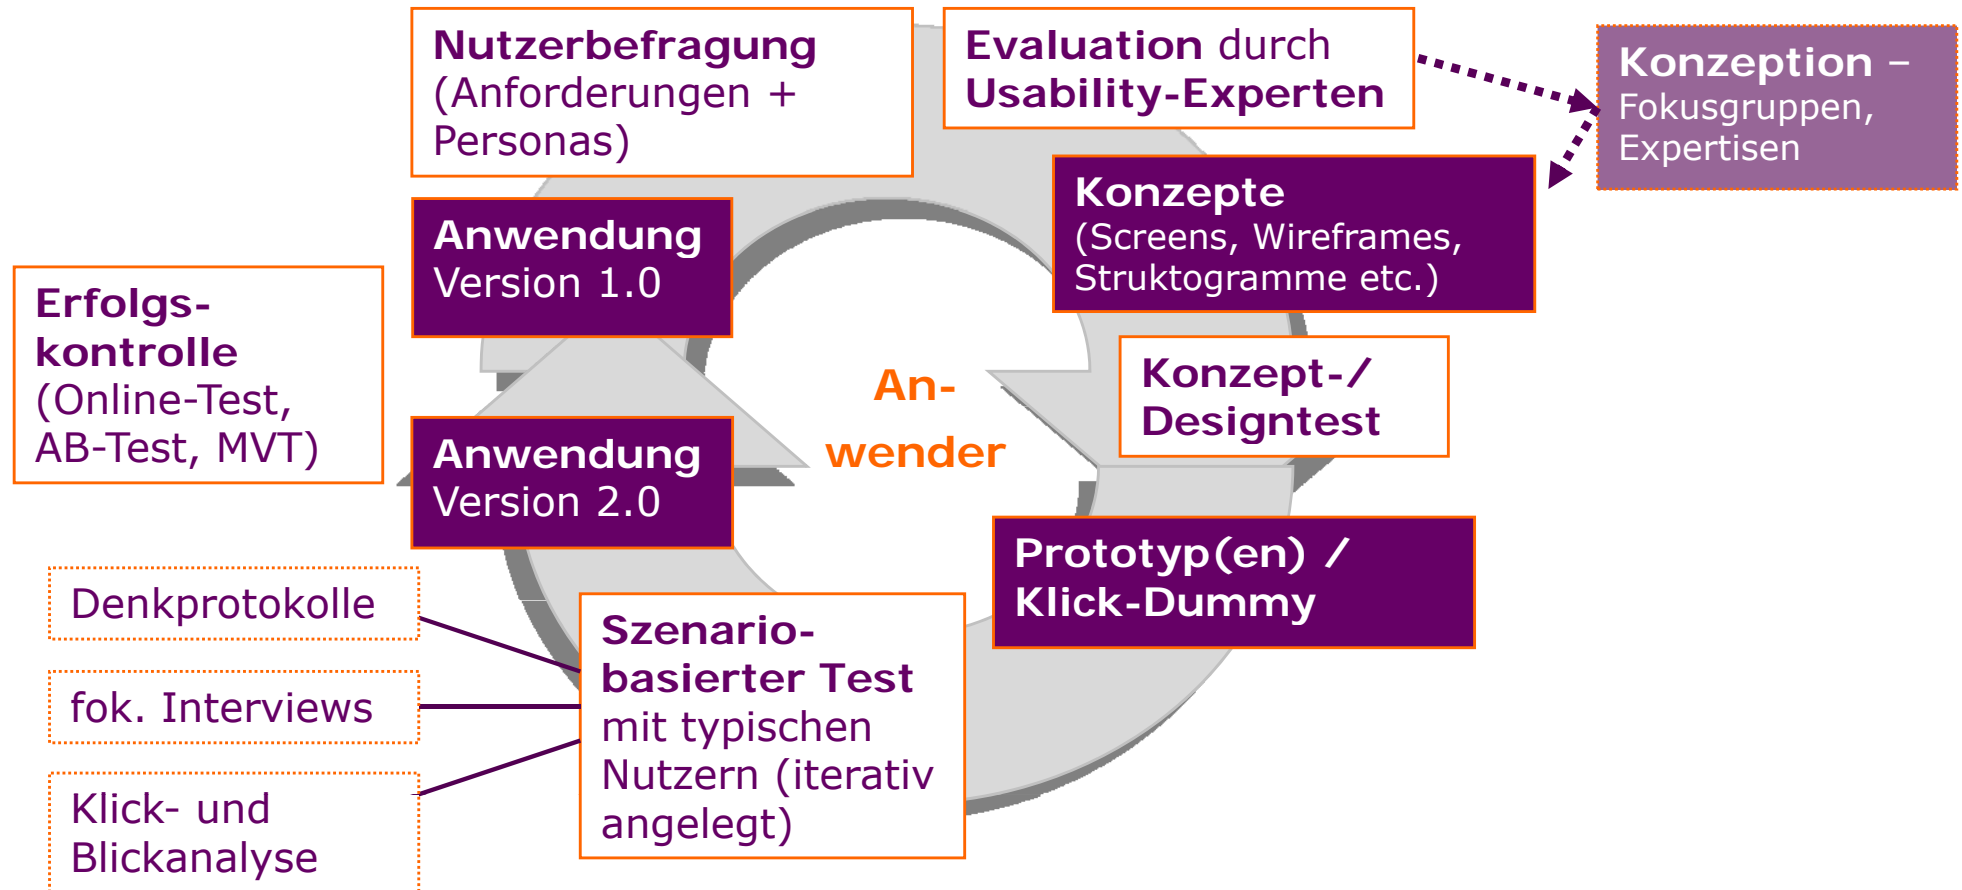 Nutzerbefragung
(Anforderungen +
Personas)
Evaluation durch
Usability-Experten
Konzeption –
Fokusgruppen,
Expertisen
Konzepte
(Screens, Wireframes,
Struktogramme etc.)
Anwendung
Version 1.0
Erfolgs-
kontrolle
(Online-Test,
AB-Test, MVT)
An-
wender
Konzept-/
Designtest
Anwendung
Version 2.0
Prototyp(en) /
Klick-Dummy
Denkprotokolle
fok. Interviews
Klick- und
Blickanalyse
Szenario-
basierter Test
mit typischen
Nutzern (iterativ
angelegt)